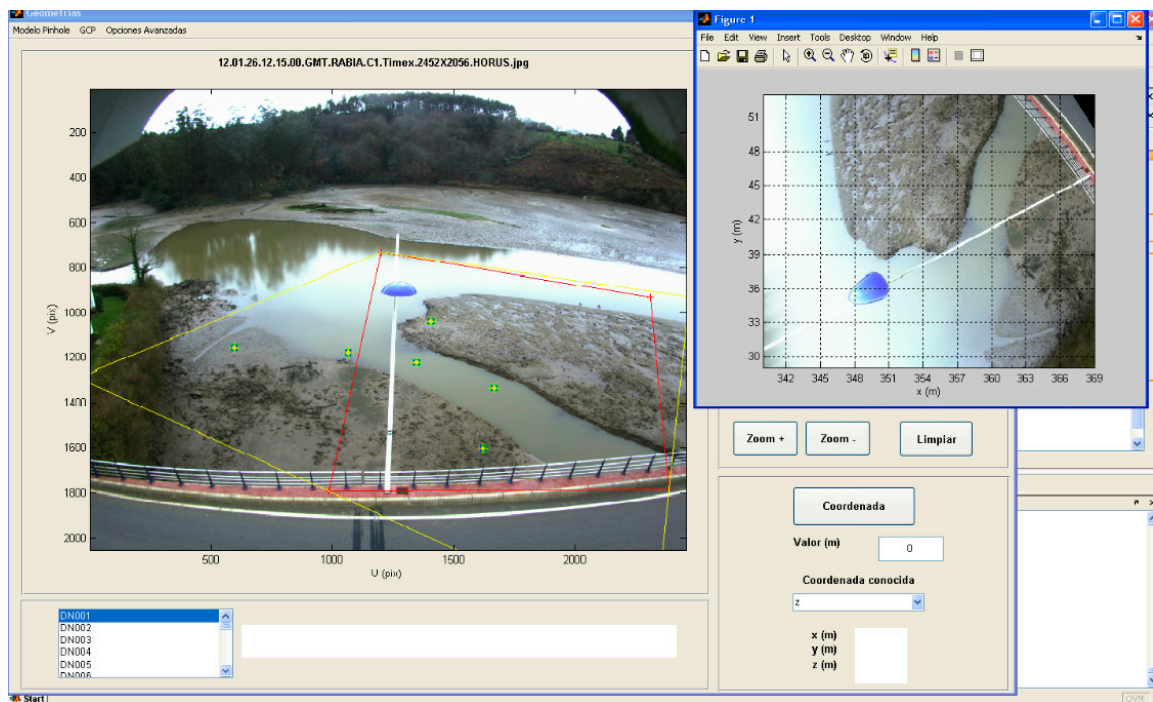 Geometrias
Modelo Pinhole GCP Opciones Avanzadas
12.01.26.12.15.00.GMT.RABIA.C1.Timex.2452X2056.HORUS.jpg
200
400
600
800
1000
1200
1400
1600
1800
2000
V (pix)
500 1000 1500 2000
U (pix)
DN001
DN002
DN003
DN004
DN005
DN006
Figure 1
File Edit View Insert Tools Desktop Window Help
51
48
45
42
39
36
33
30
y (m)
342 345 348 351 354 357 360 363 366 369
x (m)
Zoom + Zoom - Limpiar
Coordenada
Valor (m) 0
Coordenada conocida
z
x (m)
y (m)
z (m)
Start
OVR